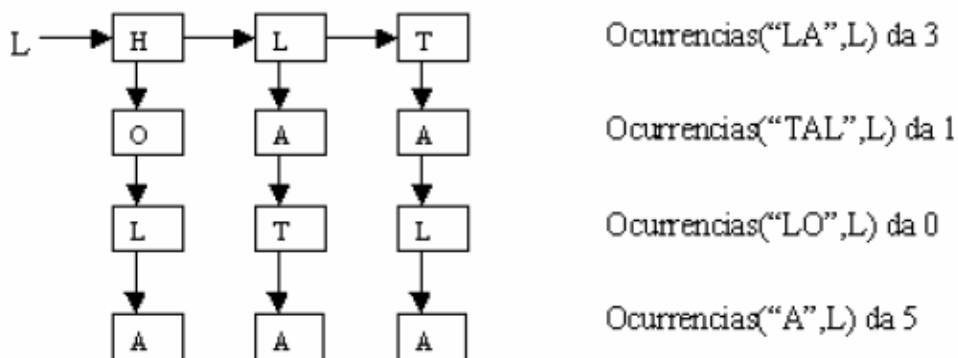 L H L T Ocurrencias("LA",L) da 3
O A A Ocurrencias("TAL",L) da 1
L T L Ocurrencias("LO",L) da 0
A A A Ocurrencias("A",L) da 5